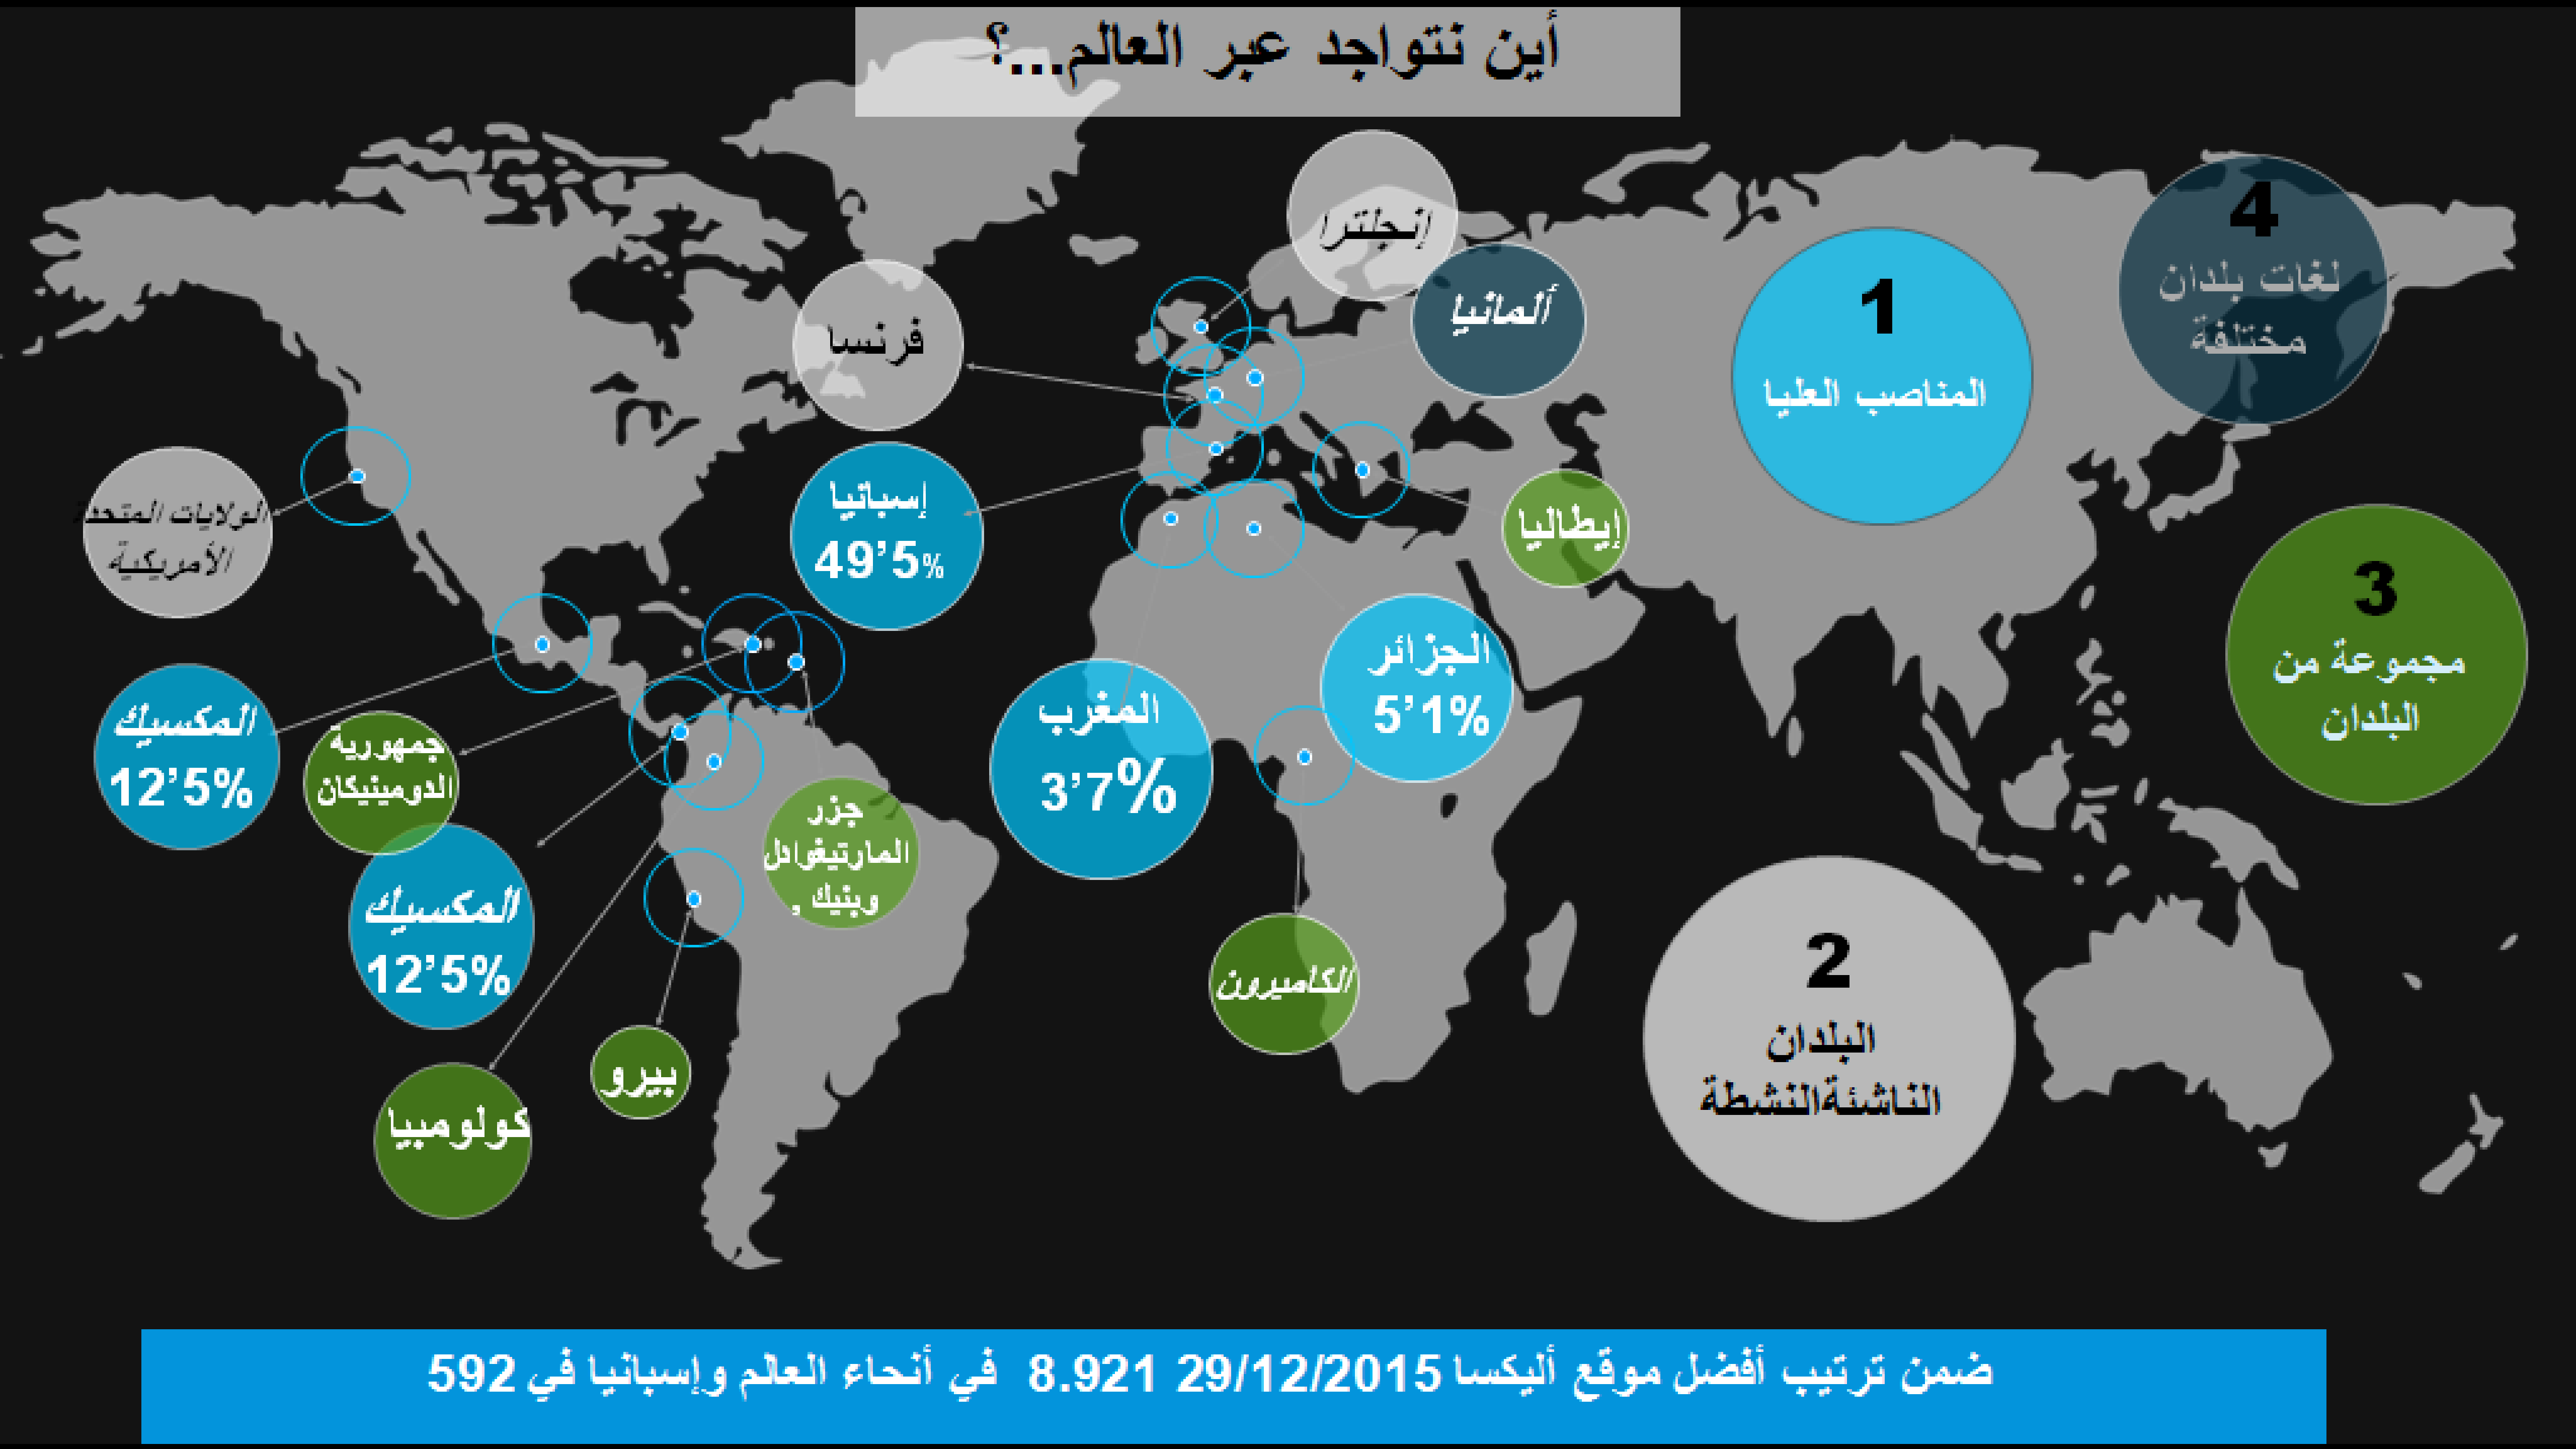 أين نتواجد عبر العالم...؟
إنجلترا
ألمانيا
فرنسا
4
لغات بلدان
مختلفة
1
المناصب العليا
الولايات المتحدة
الأمريكية
إسبانيا
49’5%
إيطاليا
3
مجموعة من
البلدان
الجزائر
5’1%
المغرب
3’7%
المكسيك
12’5%
جمهورية
الدومينيكان
جزر
المارتيغوادل
وبنيك ,
المكسيك
12’5%
الكاميرون
2
البلدان
الناشئةالنشطة
بيرو
كولومبيا
ضمن ترتيب أفضل موقع أليكسا 29/12/2015 8.921 في أنحاء العالم وإسبانيا في 592